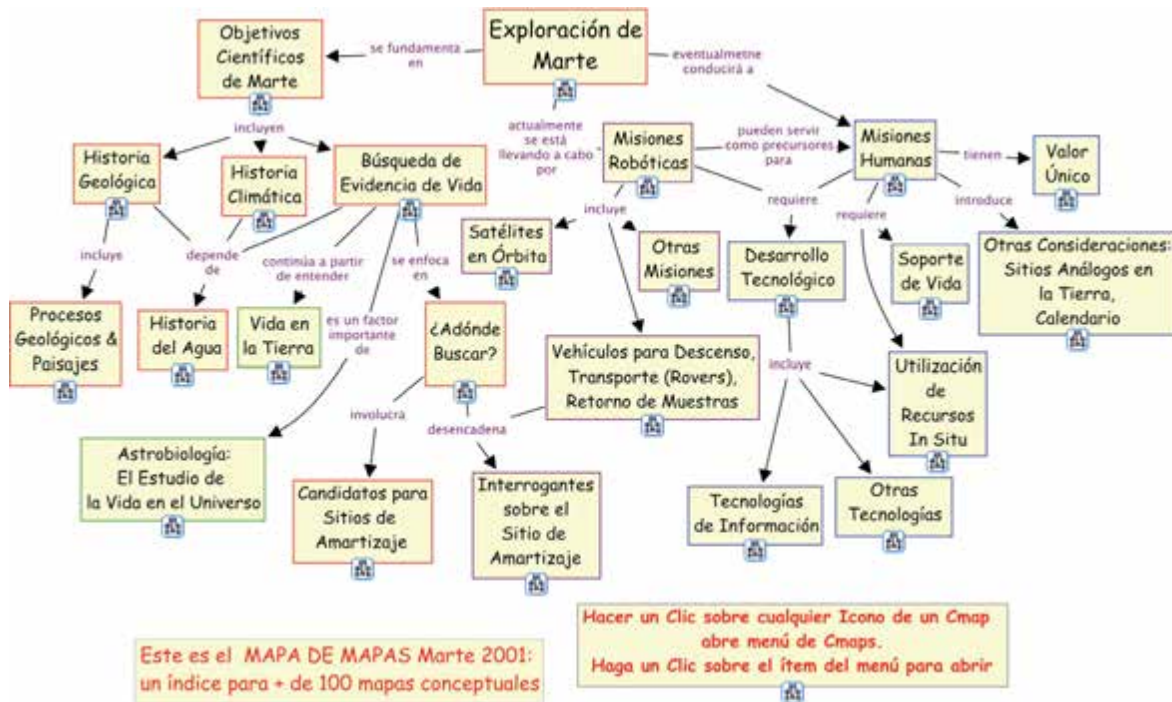 Exploración de
Marte
Objetivos
Científicos
de Marte
se fundamenta
en
eventualmetne
conducirá a
incluyen
actualmente
se está
llevando a cabo
por
Misiones
Robóticas
pueden servir
como precursores
para
Misiones
Humanas
tienen
Valor
Único
Historia
Geológica
Historia
Climática
Búsqueda de
Evidencia de Vida
incluye
requiere
requiere
introduce
incluye
depende
de
continúa a partir
de entender
se enfoca
en
Satélites
en Órbita
Otras
Misiones
Desarrollo
Tecnológico
Soporte
de Vida
Otras Consideraciones:
Sitios Análogos en
la Tierra,
Calendario
Procesos
Geológicos &
Paisajes
Historia
del Agua
Vida en
la Tierra
es un factor
importante
de
¿Adónde
Buscar?
Vehículos para Descenso,
Transporte (Rovers),
Retorno de Muestras
incluye
Utilización
de
Recursos
In Situ
involucra
desencadena
Astrobiología:
El Estudio de
la Vida en el Universo
Candidatos para
Sitios de
Amartizaje
Interrogantes
sobre el
Sitio de
Amartizaje
Tecnologías
de Información
Otras
Tecnologías
Este es el MAPA DE MAPAS Marte 2001:
un índice para + de 100 mapas conceptuales
Hacer un Clic sobre cualquier Icono de un Cmap
abre menú de Cmaps.
Haga un Clic sobre el ítem del menú para abrir